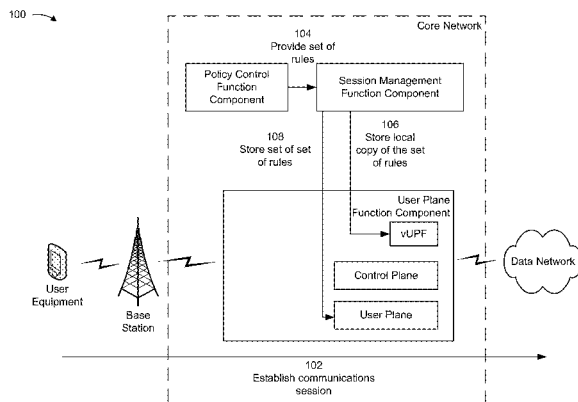 100
Core Network
104
Provide set of
rules
Policy Control
Function
Component
Session Management
Function Component
108
Store set of set
of rules
106
Store local
copy of the set
of rules
User Plane
Function Component
vUPF
Control Plane
User Plane
User
Equipment
Base
Station
Data Network
102
Establish communications
session